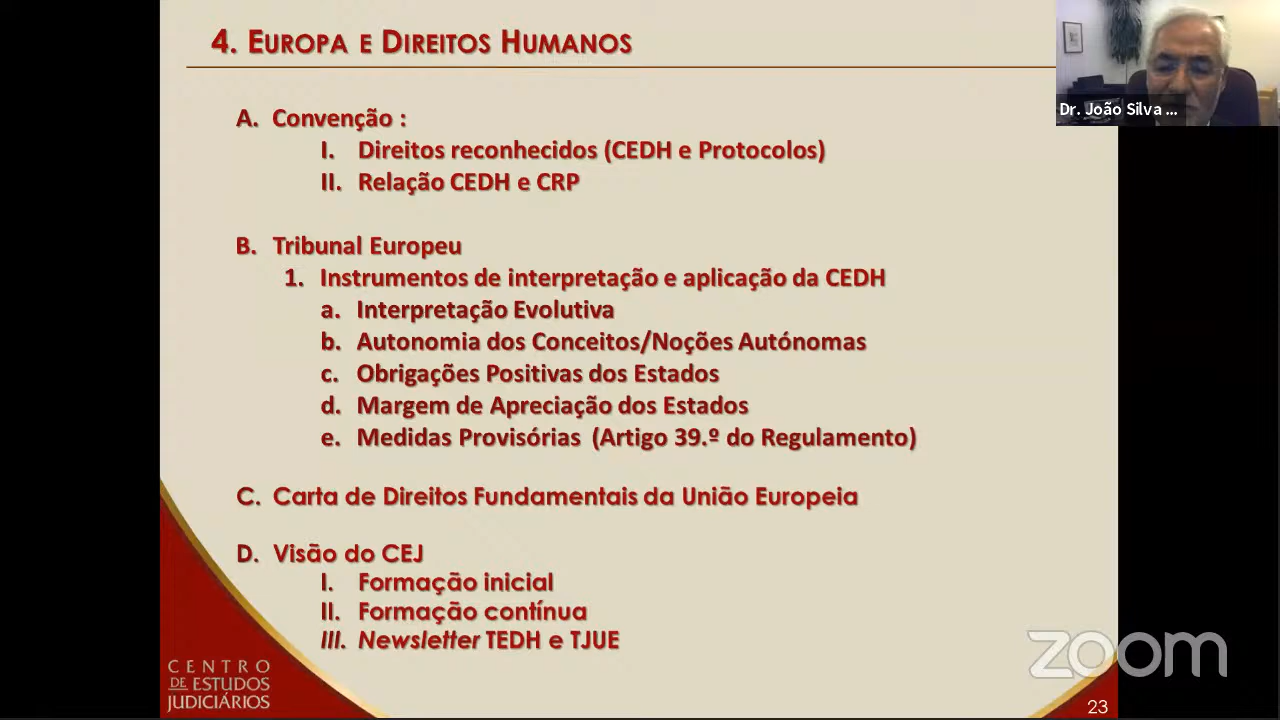 4. EUROPA E DIREITOS HUMANOS
Dr. João Silva ...
A. Convenção :
I. Direitos reconhecidos (CEDH e Protocolos)
II. Relação CEDH e CRP
B. Tribunal Europeu
1. Instrumentos de interpretação e aplicação da CEDH
a. Interpretação Evolutiva
b. Autonomia dos Conceitos/Noções Autónomas
c. Obrigações Positivas dos Estados
d. Margem de Apreciação dos Estados
e. Medidas Provisórias (Artigo 39.º do Regulamento)
C. Carta de Direitos Fundamentais da União Europeia
D. Visão do CEJ
I. Formação inicial
II. Formação contínua
III. Newsletter TEDH e TJUE
CENTRO
DE ESTUDOS
JUDICIÁRIOS
zoom
23